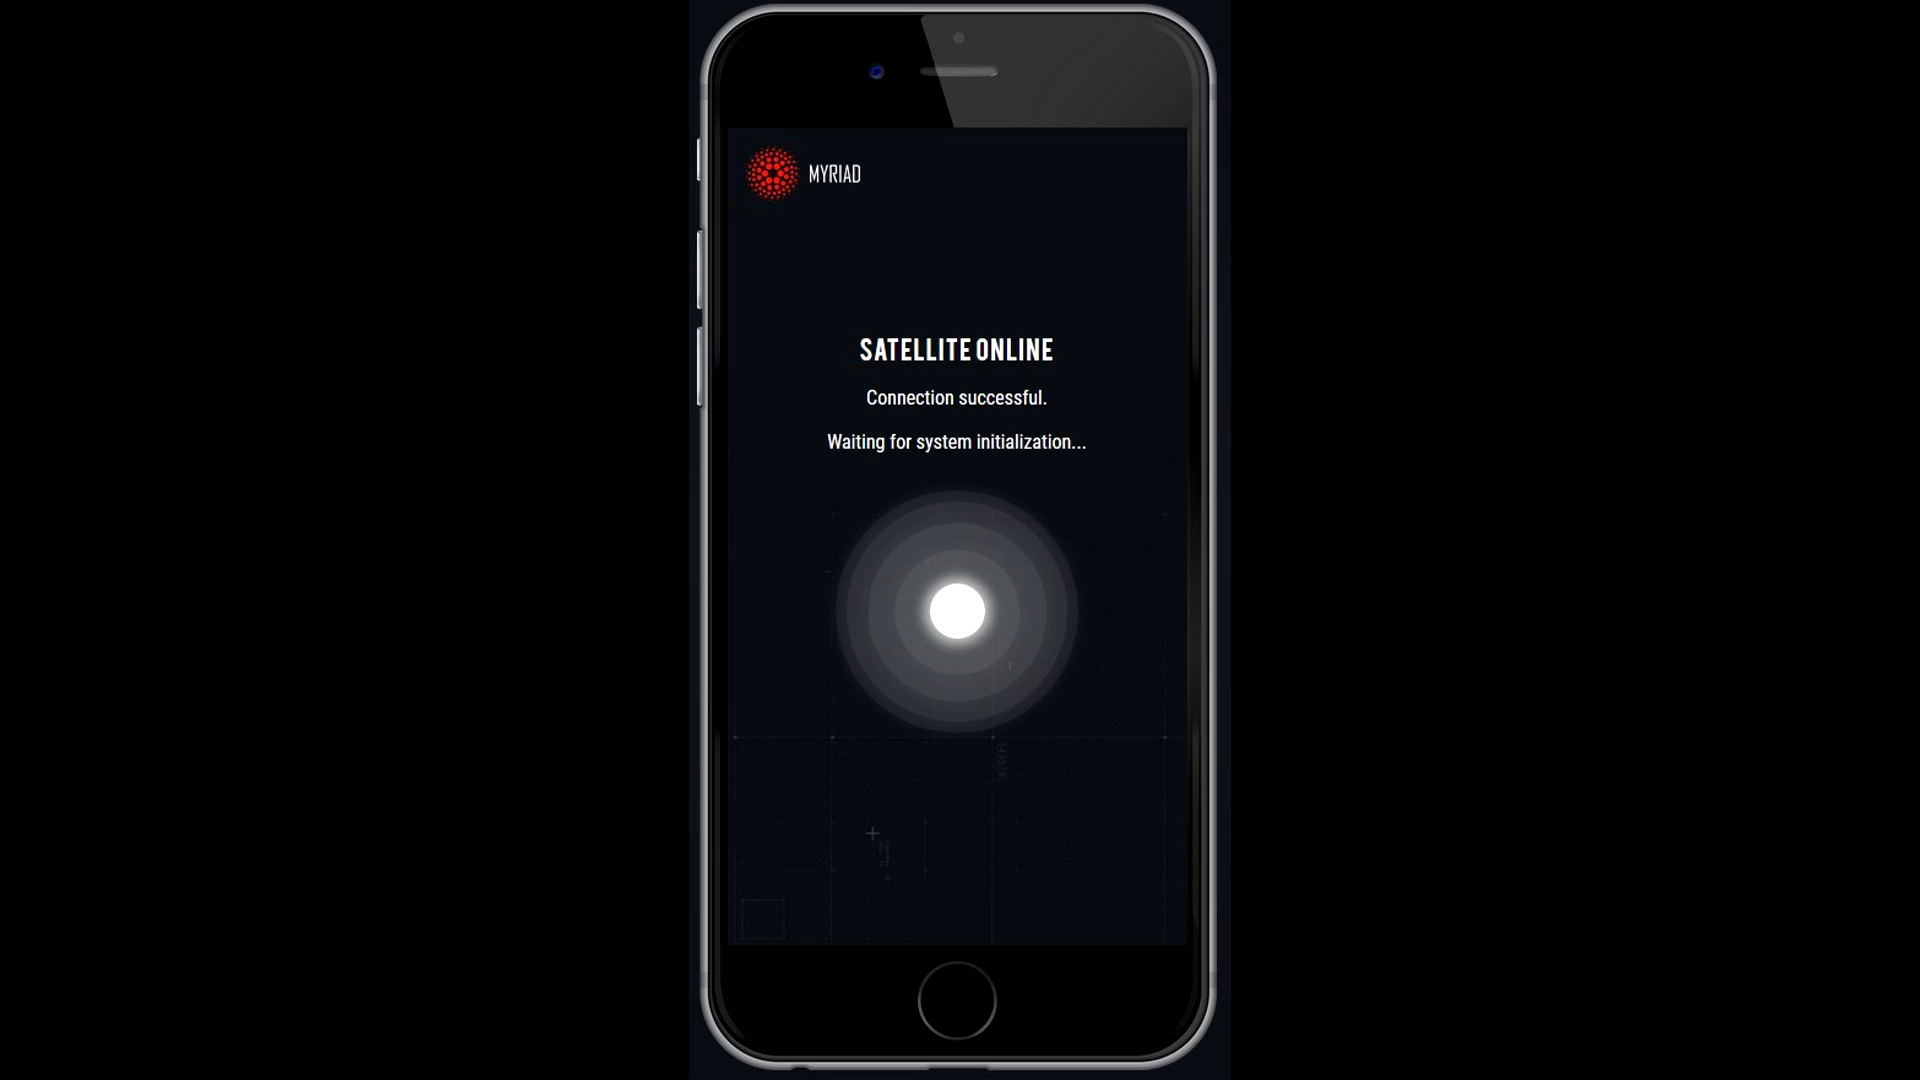 MYRIAD
SATELLITE ONLINE
Connection successful.
Waiting for system initialization...